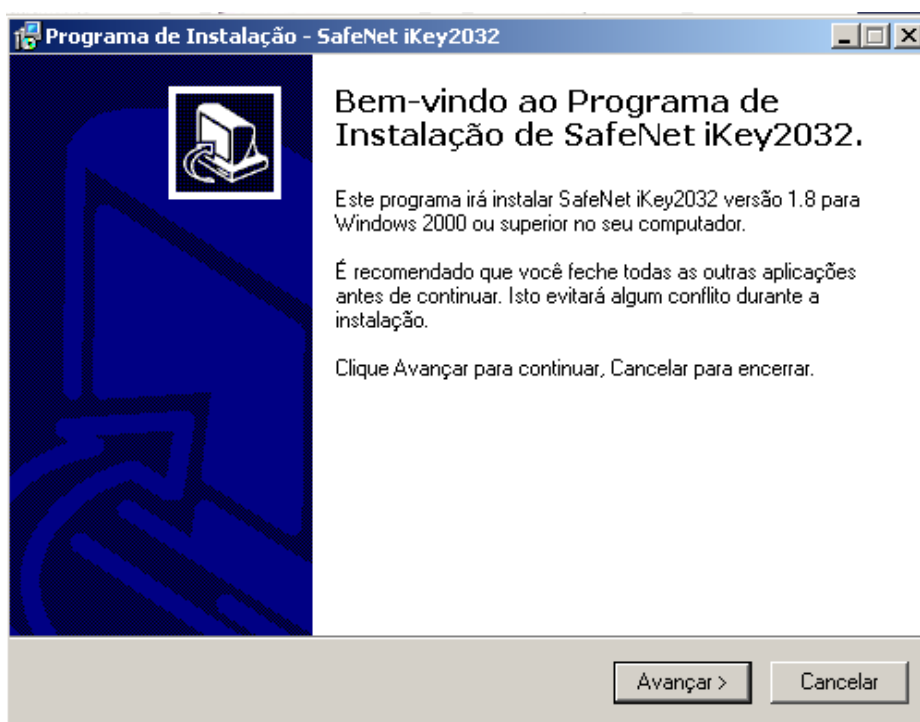 Programa de Instalação - SafeNet iKey2032
Bem-vindo ao Programa de
Instalação de SafeNet iKey2032.
Este programa irá instalar SafeNet iKey2032 versão 1.8 para
Windows 2000 ou superior no seu computador.
É recomendado que você feche todas as outras aplicações
antes de continuar. Isto evitará algum conflito durante a
instalação.
Clique Avançar para continuar, Cancelar para encerrar.
Avançar >
Cancelar